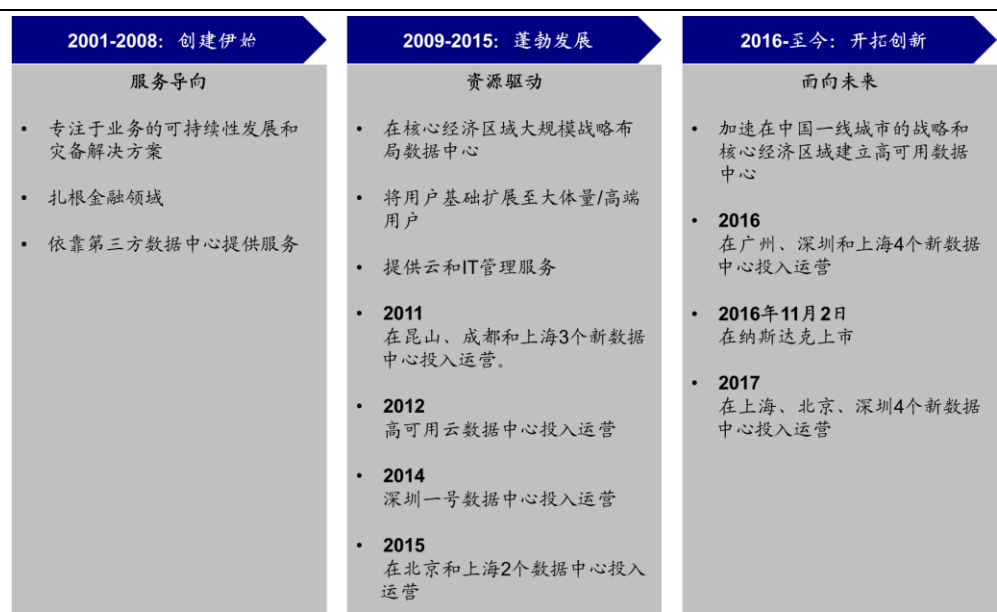 2001-2008: 创建伊始
服务导向
• 专注于业务的可持续性发展和
灾备解决方案
• 扎根金融领域
• 依靠第三方数据中心提供服务
2009-2015: 蓬勃发展
资源驱动
• 在核心经济区域大规模战略布
局数据中心
• 将用户基础扩展至大体量/高端
用户
• 提供云和IT管理服务
• 2011
在昆山、成都和上海3个新数据
中心投入运营。
• 2012
高可用云数据中心投入运营
• 2014
深圳一号数据中心投入运营
• 2015
在北京和上海2个数据中心投入
运营
2016-至今: 开拓创新
面向未来
• 加速在中国一线城市的战略和
核心经济区域建立高可用数据
中心
• 2016
在广州、深圳和上海4个新数据
中心投入运营
• 2016年11月2日
在纳斯达克上市
• 2017
在上海、北京、深圳4个新数据
中心投入运营